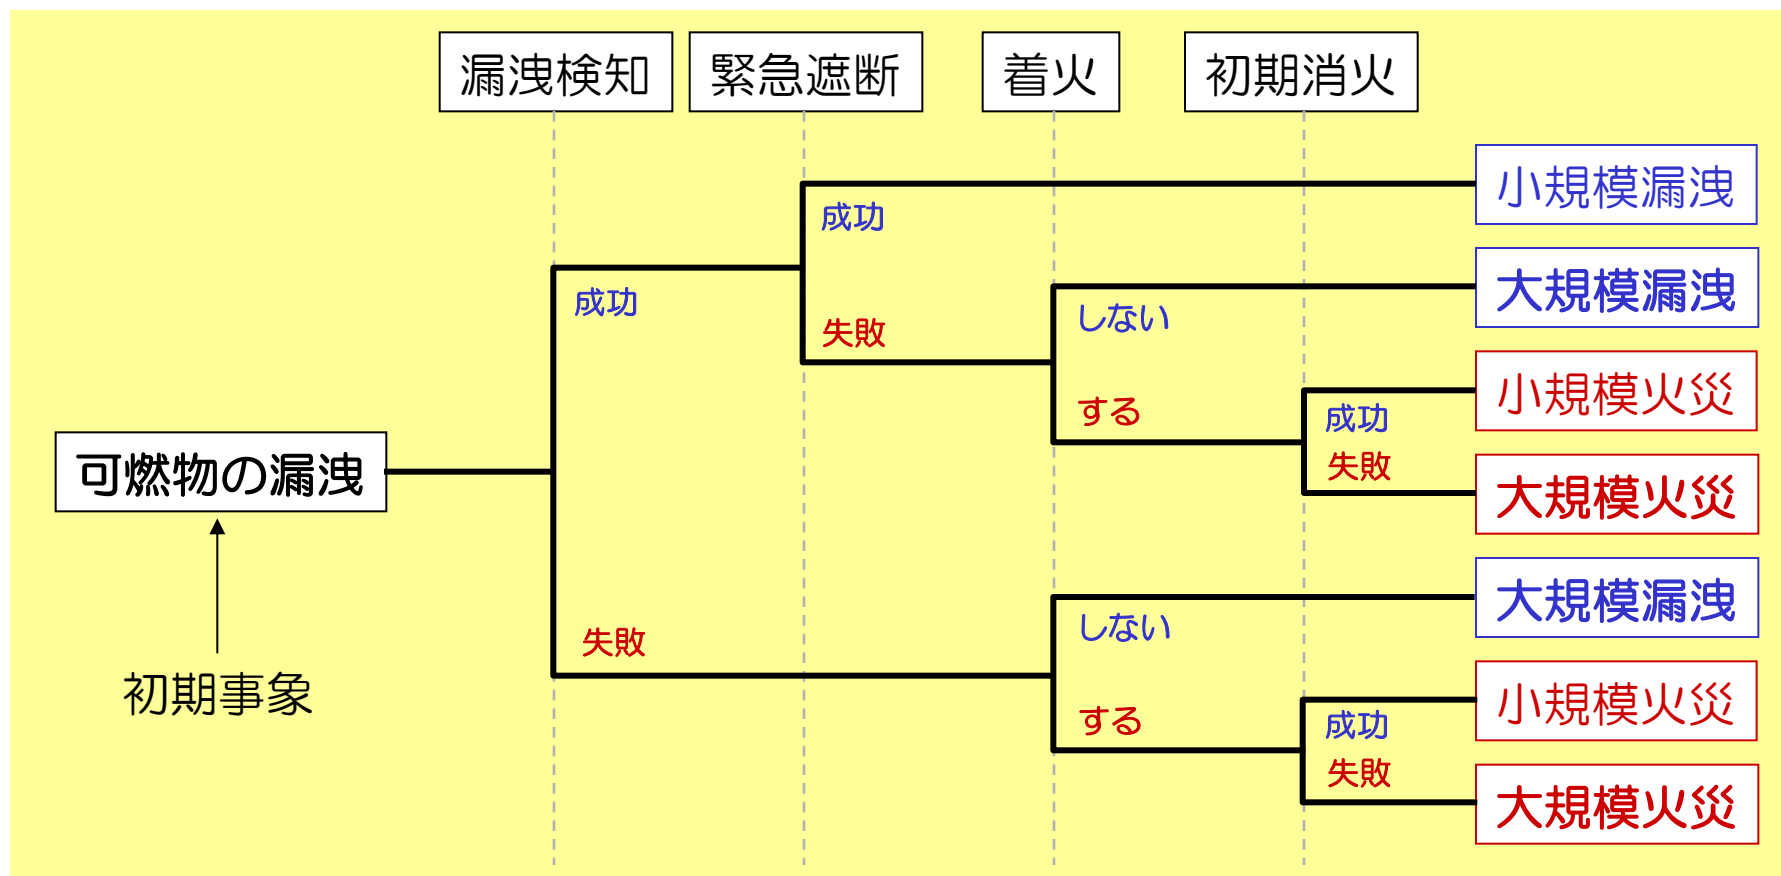 漏洩検知
緊急遮断
着火
初期消火
小規模漏洩
成功
大規模漏洩
成功
しない
失敗
小規模火災
する
成功
可燃物の漏洩
失敗
大規模火災
大規模漏洩
しない
失敗
初期事象
小規模火災
する
成功
失敗
大規模火災